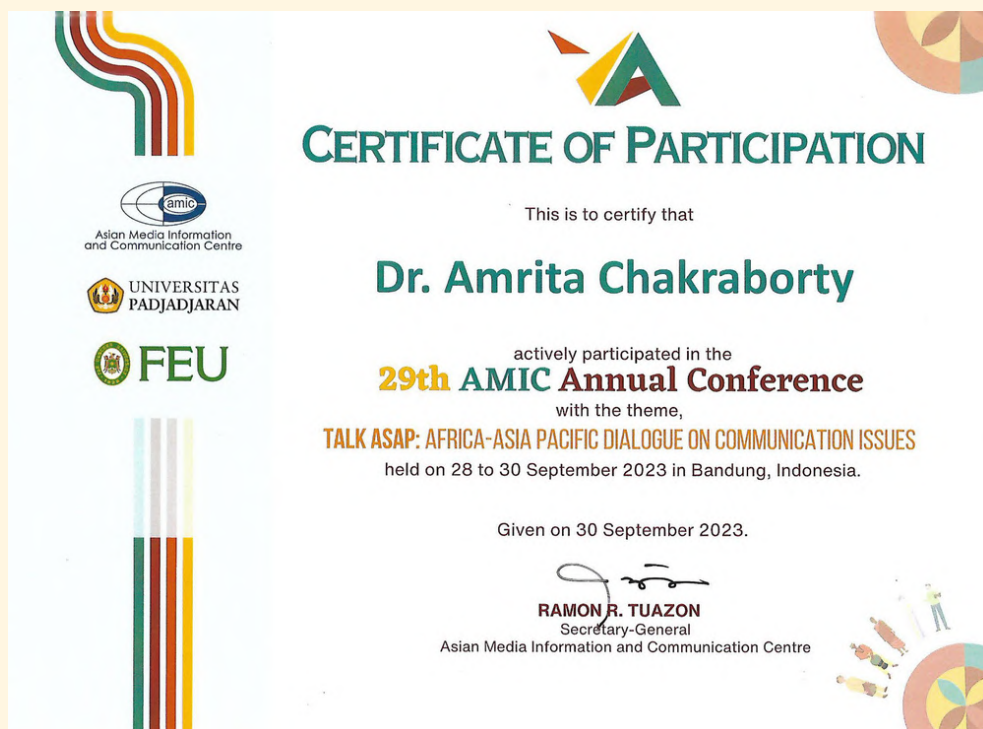 amic
Asian Media Information
and Communication Centre
UNIVERSITAS
PADJADJARAN
FEU
CERTIFICATE OF PARTICIPATION
This is to certify that
Dr. Amrita Chakraborty
actively participated in the
29th AMIC Annual Conference
with the theme,
TALK ASAP: AFRICA-ASIA PACIFIC DIALOGUE ON COMMUNICATION ISSUES
held on 28 to 30 September 2023 in Bandung, Indonesia.
Given on 30 September 2023.
RAMON R. TUAZON
Secretary-General
Asian Media Information and Communication Centre